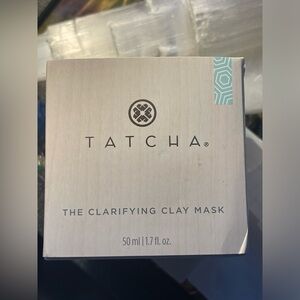 TATCHA®
THE CLARIFYING CLAY MASK
50 ml | 1.7 fl. oz.